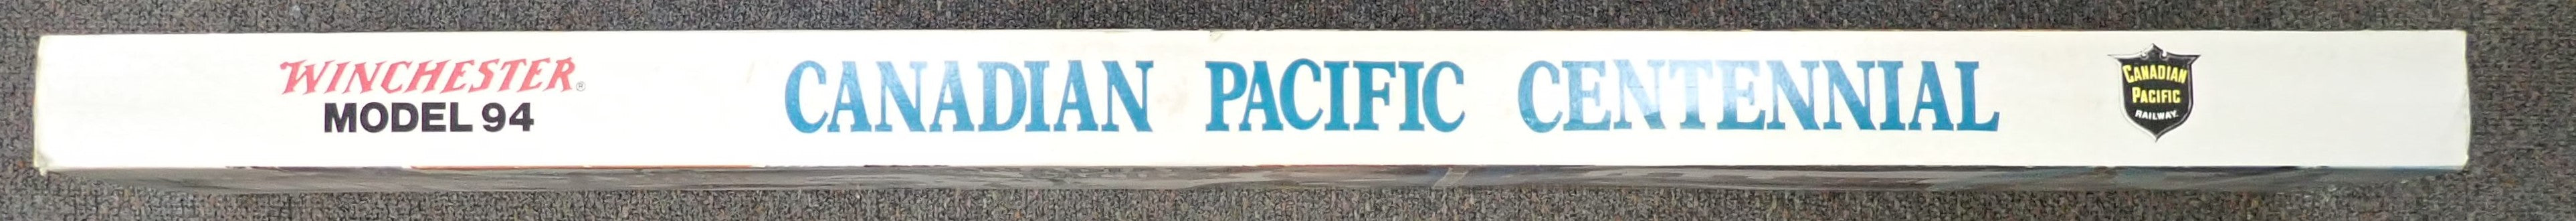 WINCHESTER®
MODEL 94
CANADIAN PACIFIC CENTENNIAL
CANADIAN
PACIFIC
RAILWAY.